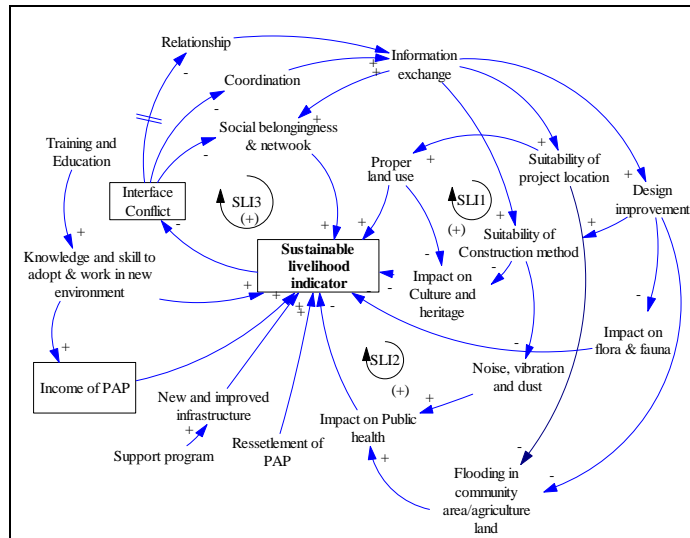 Relationship
Information
exchange
Coordination
Training and
Education
Social belongingness
& netwook
Proper
land use
Suitability of
project location
Design
improvement
Interface
Conflict
SLI3
(+)
SLI1
(+)
Knowledge and skill to
adopt & work in new
environment
Sustainable
livelihood
indicator
Suitability of
Construction method
Impact on
Culture and
heritage
Impact on
flora & fauna
SLI2
(+)
Income of PAP
New and improved
infrastructure
Noise, vibration
and dust
Support program
Ressetlement of
PAP
Impact on Public
health
Flooding in
community
area/agriculture
land